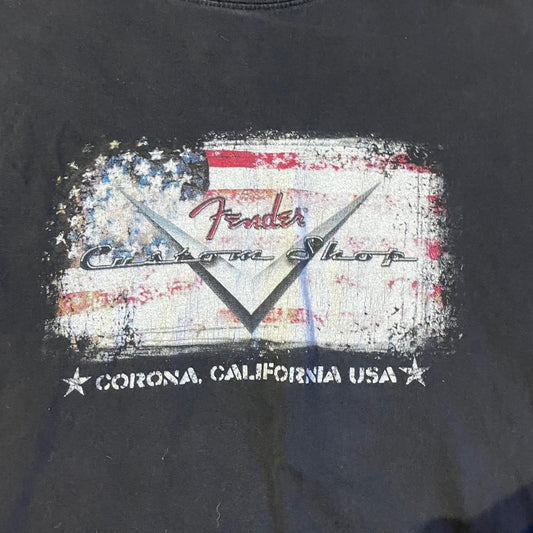 Fender
Custom Shop
CORONA, CALIFORNIA USA